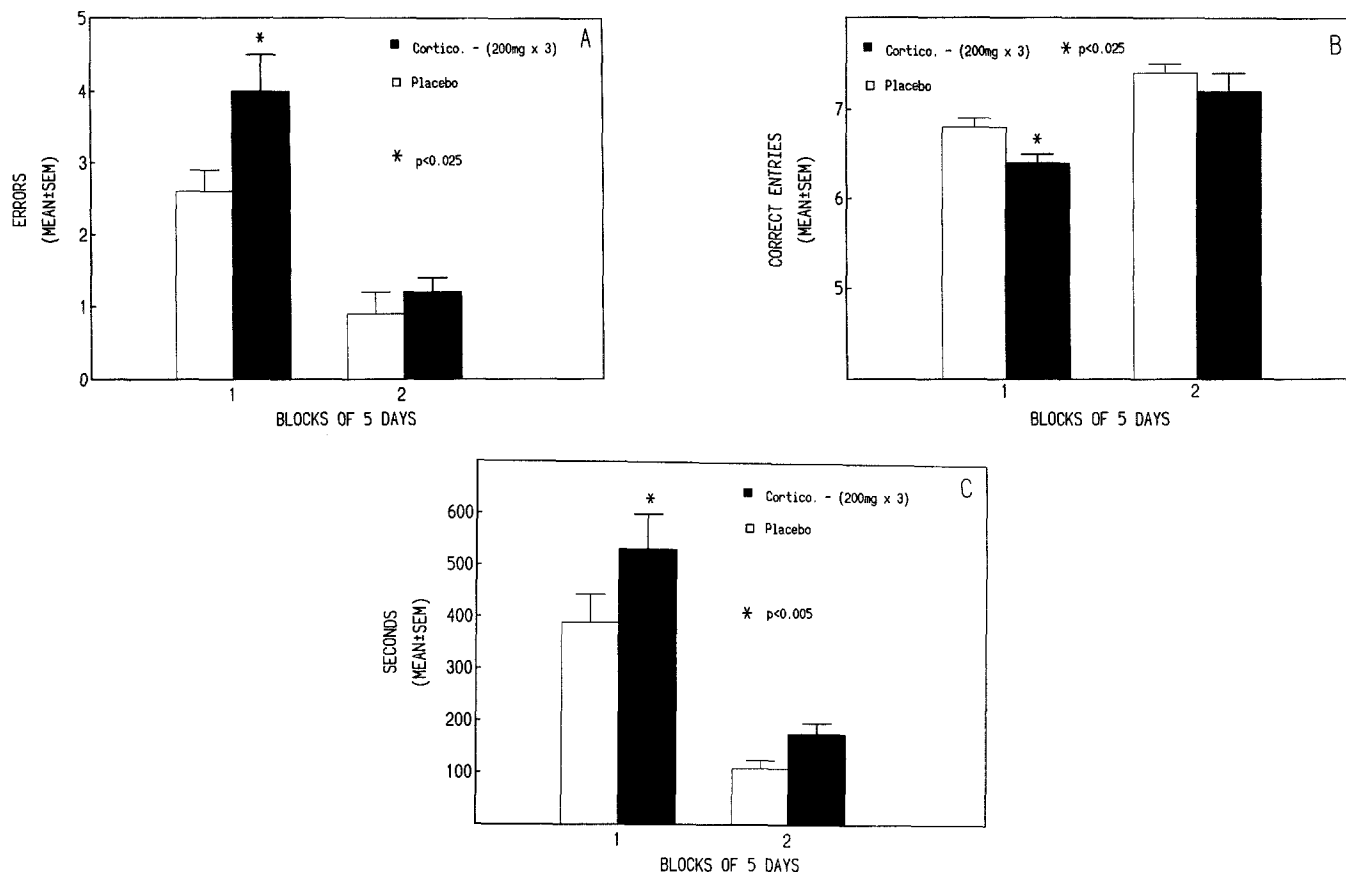 A
■ Cortico. - (200mg x 3)
□ Placebo
* p<0.025
*
5
4
3
2
1
0
ERRORS
(MEAN±SEM)
1 2
BLOCKS OF 5 DAYS
B
■ Cortico. - (200mg x 3) * p<0.025
□ Placebo
*
7
6
5
CORRECT ENTRIES
(MEAN±SEM)
1 2
BLOCKS OF 5 DAYS
C
■ Cortico. - (200mg x 3)
□ Placebo
* p<0.005
*
600
500
400
300
200
100
SECONDS
(MEAN±SEM)
1 2
BLOCKS OF 5 DAYS